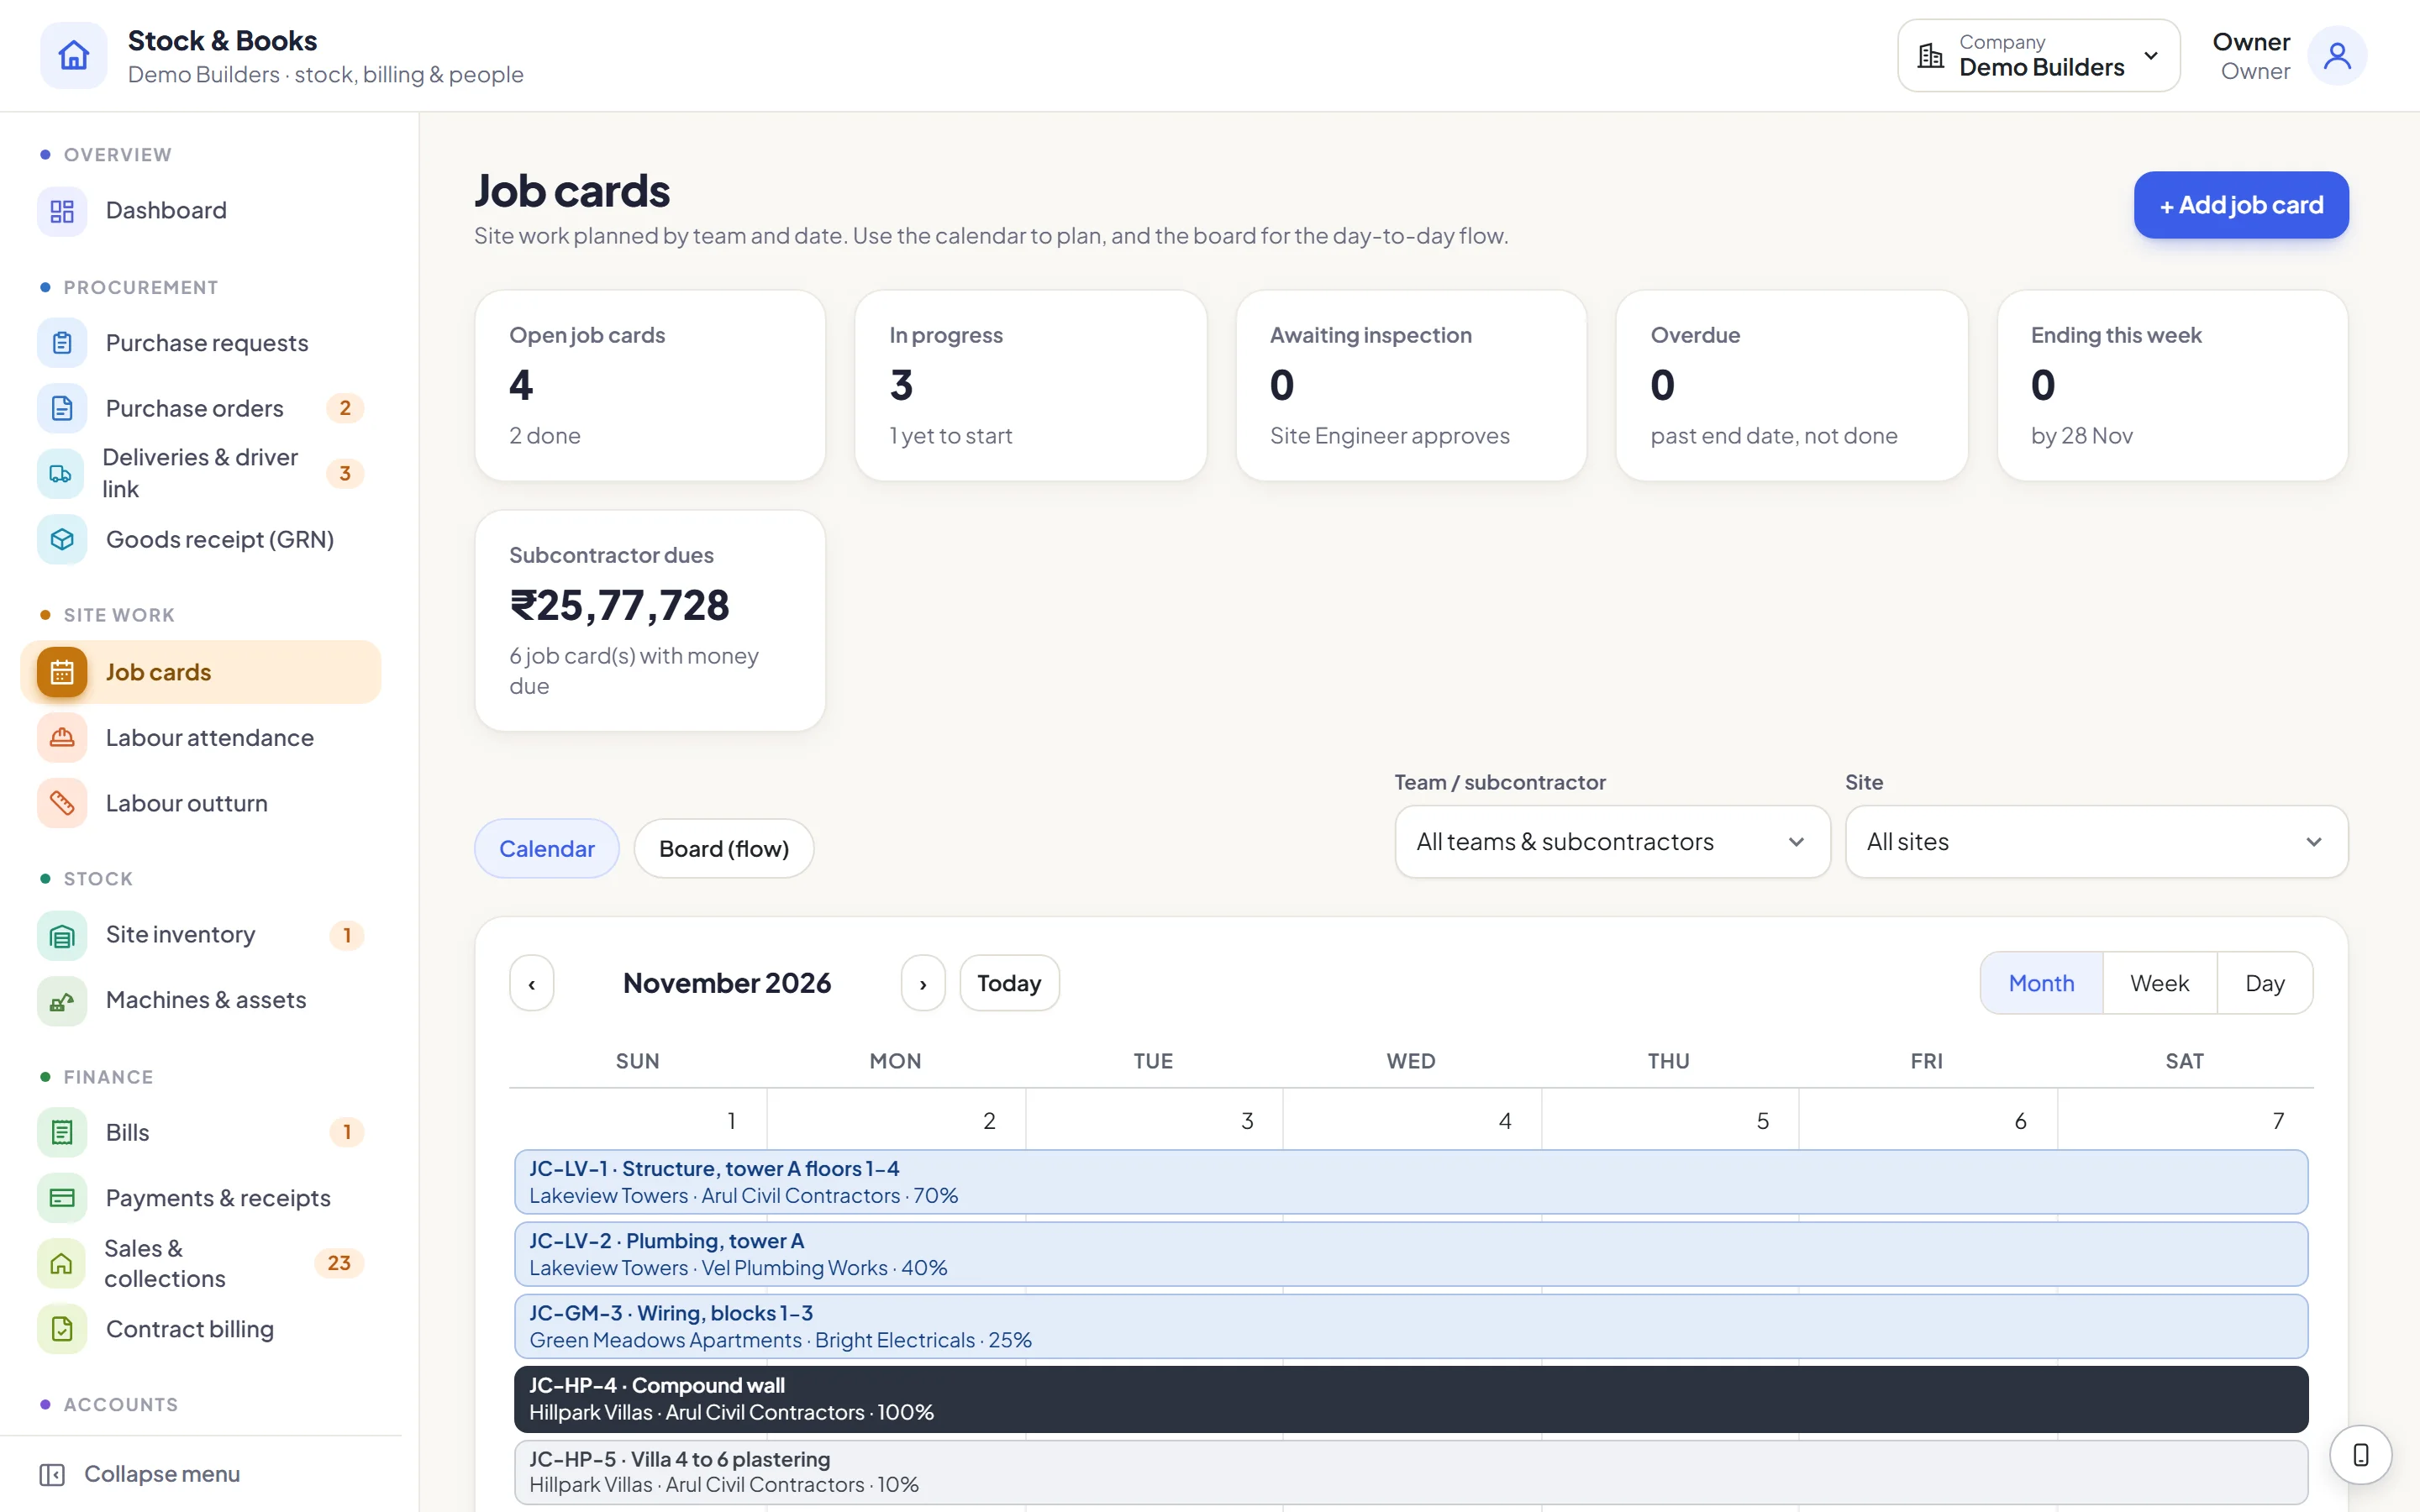 Stock & Books
Demo Builders · stock, billing & people
Company
Demo Builders
Owner
Owner
OVERVIEW
Dashboard
PROCUREMENT
Purchase requests
Purchase orders 2
Deliveries & driver
link 3
Goods receipt (GRN)
SITE WORK
Job cards
Labour attendance
Labour outturn
STOCK
Site inventory 1
Machines & assets
FINANCE
Bills 1
Payments & receipts
Sales &
collections 23
Contract billing
ACCOUNTS
Collapse menu
Job cards
Site work planned by team and date. Use the calendar to plan, and the board for the day-to-day flow.
+ Add job card
Open job cards
4
2 done
In progress
3
1 yet to start
Awaiting inspection
0
Site Engineer approves
Overdue
0
past end date, not done
Ending this week
0
by 28 Nov
Subcontractor dues
₹25,77,728
6 job card(s) with money
due
Calendar Board (flow)
Team / subcontractor
All teams & subcontractors
Site
All sites
‹ November 2026 › Today
Month Week Day
SUN MON TUE WED THU FRI SAT
1 2 3 4 5 6 7
JC-LV-1 · Structure, tower A floors 1–4
Lakeview Towers · Arul Civil Contractors · 70%
JC-LV-2 · Plumbing, tower A
Lakeview Towers · Vel Plumbing Works · 40%
JC-GM-3 · Wiring, blocks 1–3
Green Meadows Apartments · Bright Electricals · 25%
JC-HP-4 · Compound wall
Hillpark Villas · Arul Civil Contractors · 100%
JC-HP-5 · Villa 4 to 6 plastering
Hillpark Villas · Arul Civil Contractors · 10%